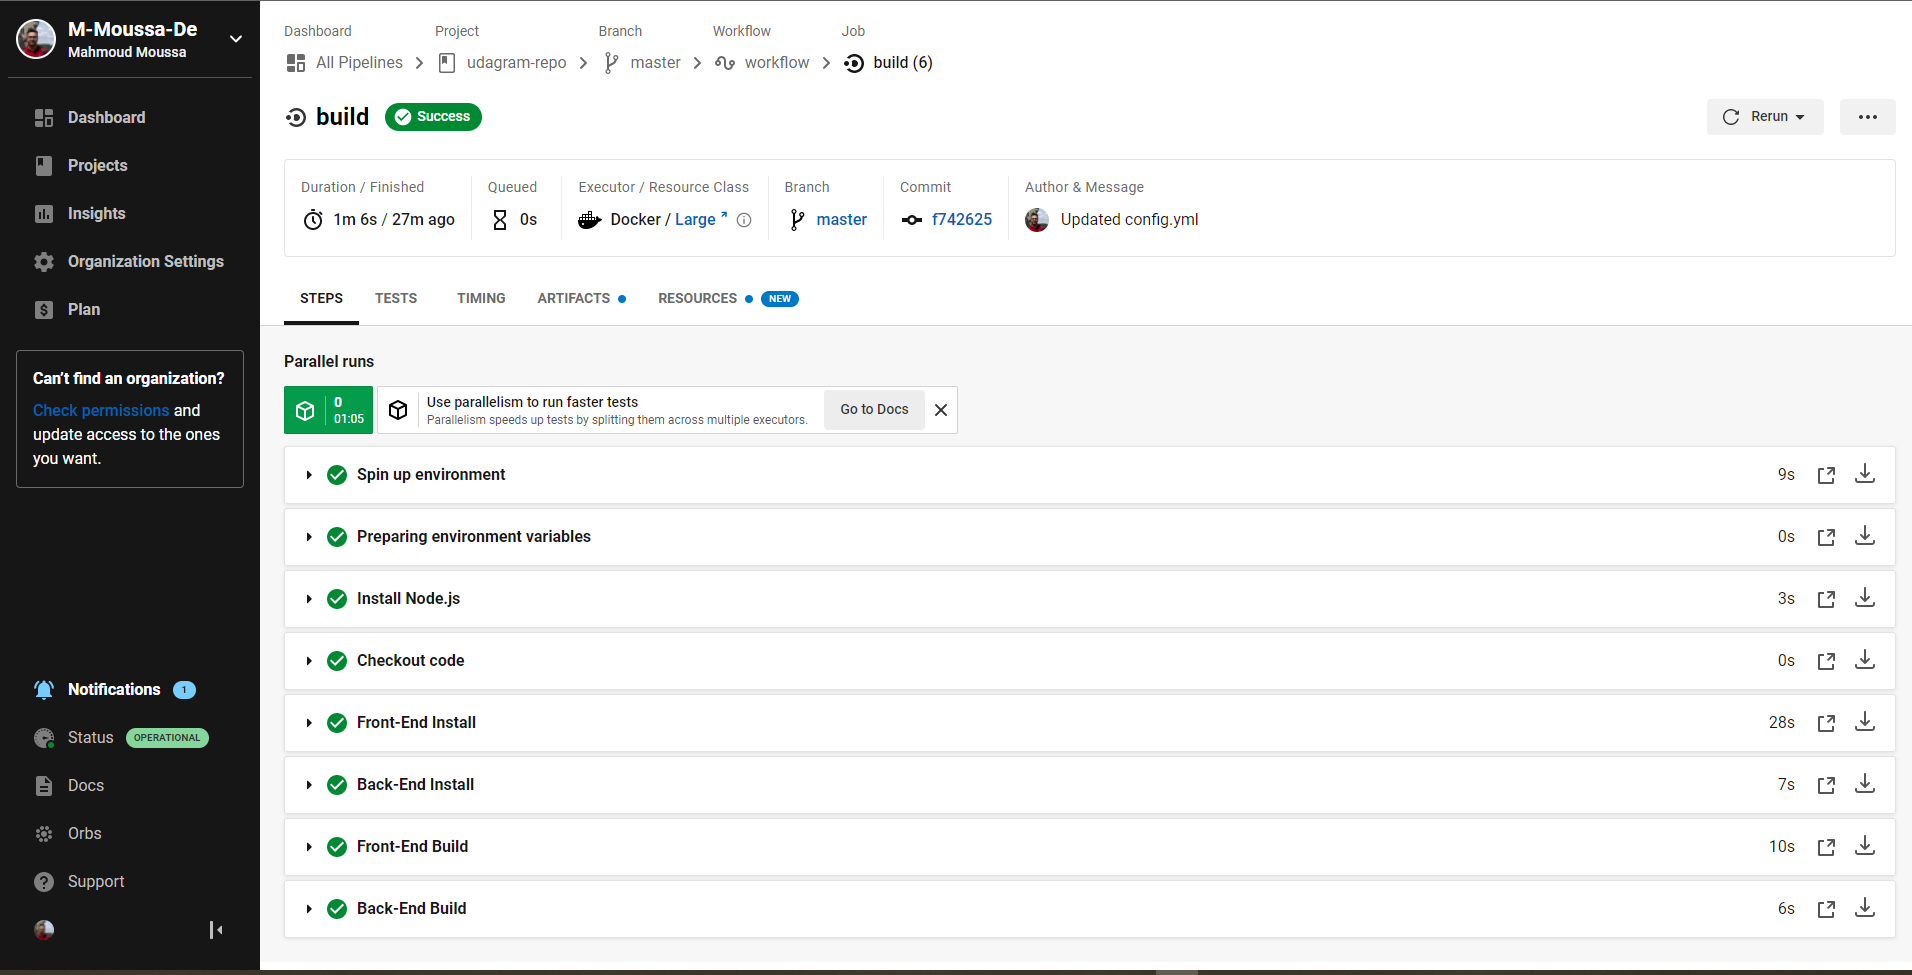 M-Moussa-De
Mahmoud Moussa
Dashboard
Projects
Insights
Organization Settings
Plan
Can't find an organization?
Check permissions and
update access to the ones
you want.
Notifications 1
Status OPERATIONAL
Docs
Orbs
Support
Dashboard Project Branch Workflow Job
All Pipelines udagram-repo master workflow build (6)
build Success Rerun
Duration / Finished Queued Executor / Resource Class Branch Commit Author & Message
1m 6s / 27m ago 0s Docker / Large master f742625 Updated config.yml
STEPS TESTS TIMING ARTIFACTS RESOURCES NEW
Parallel runs
0
01:05
Use parallelism to run faster tests
Parallelism speeds up tests by splitting them across multiple executors.
Go to Docs
Spin up environment 9s
Preparing environment variables 0s
Install Node.js 3s
Checkout code 0s
Front-End Install 28s
Back-End Install 7s
Front-End Build 10s
Back-End Build 6s